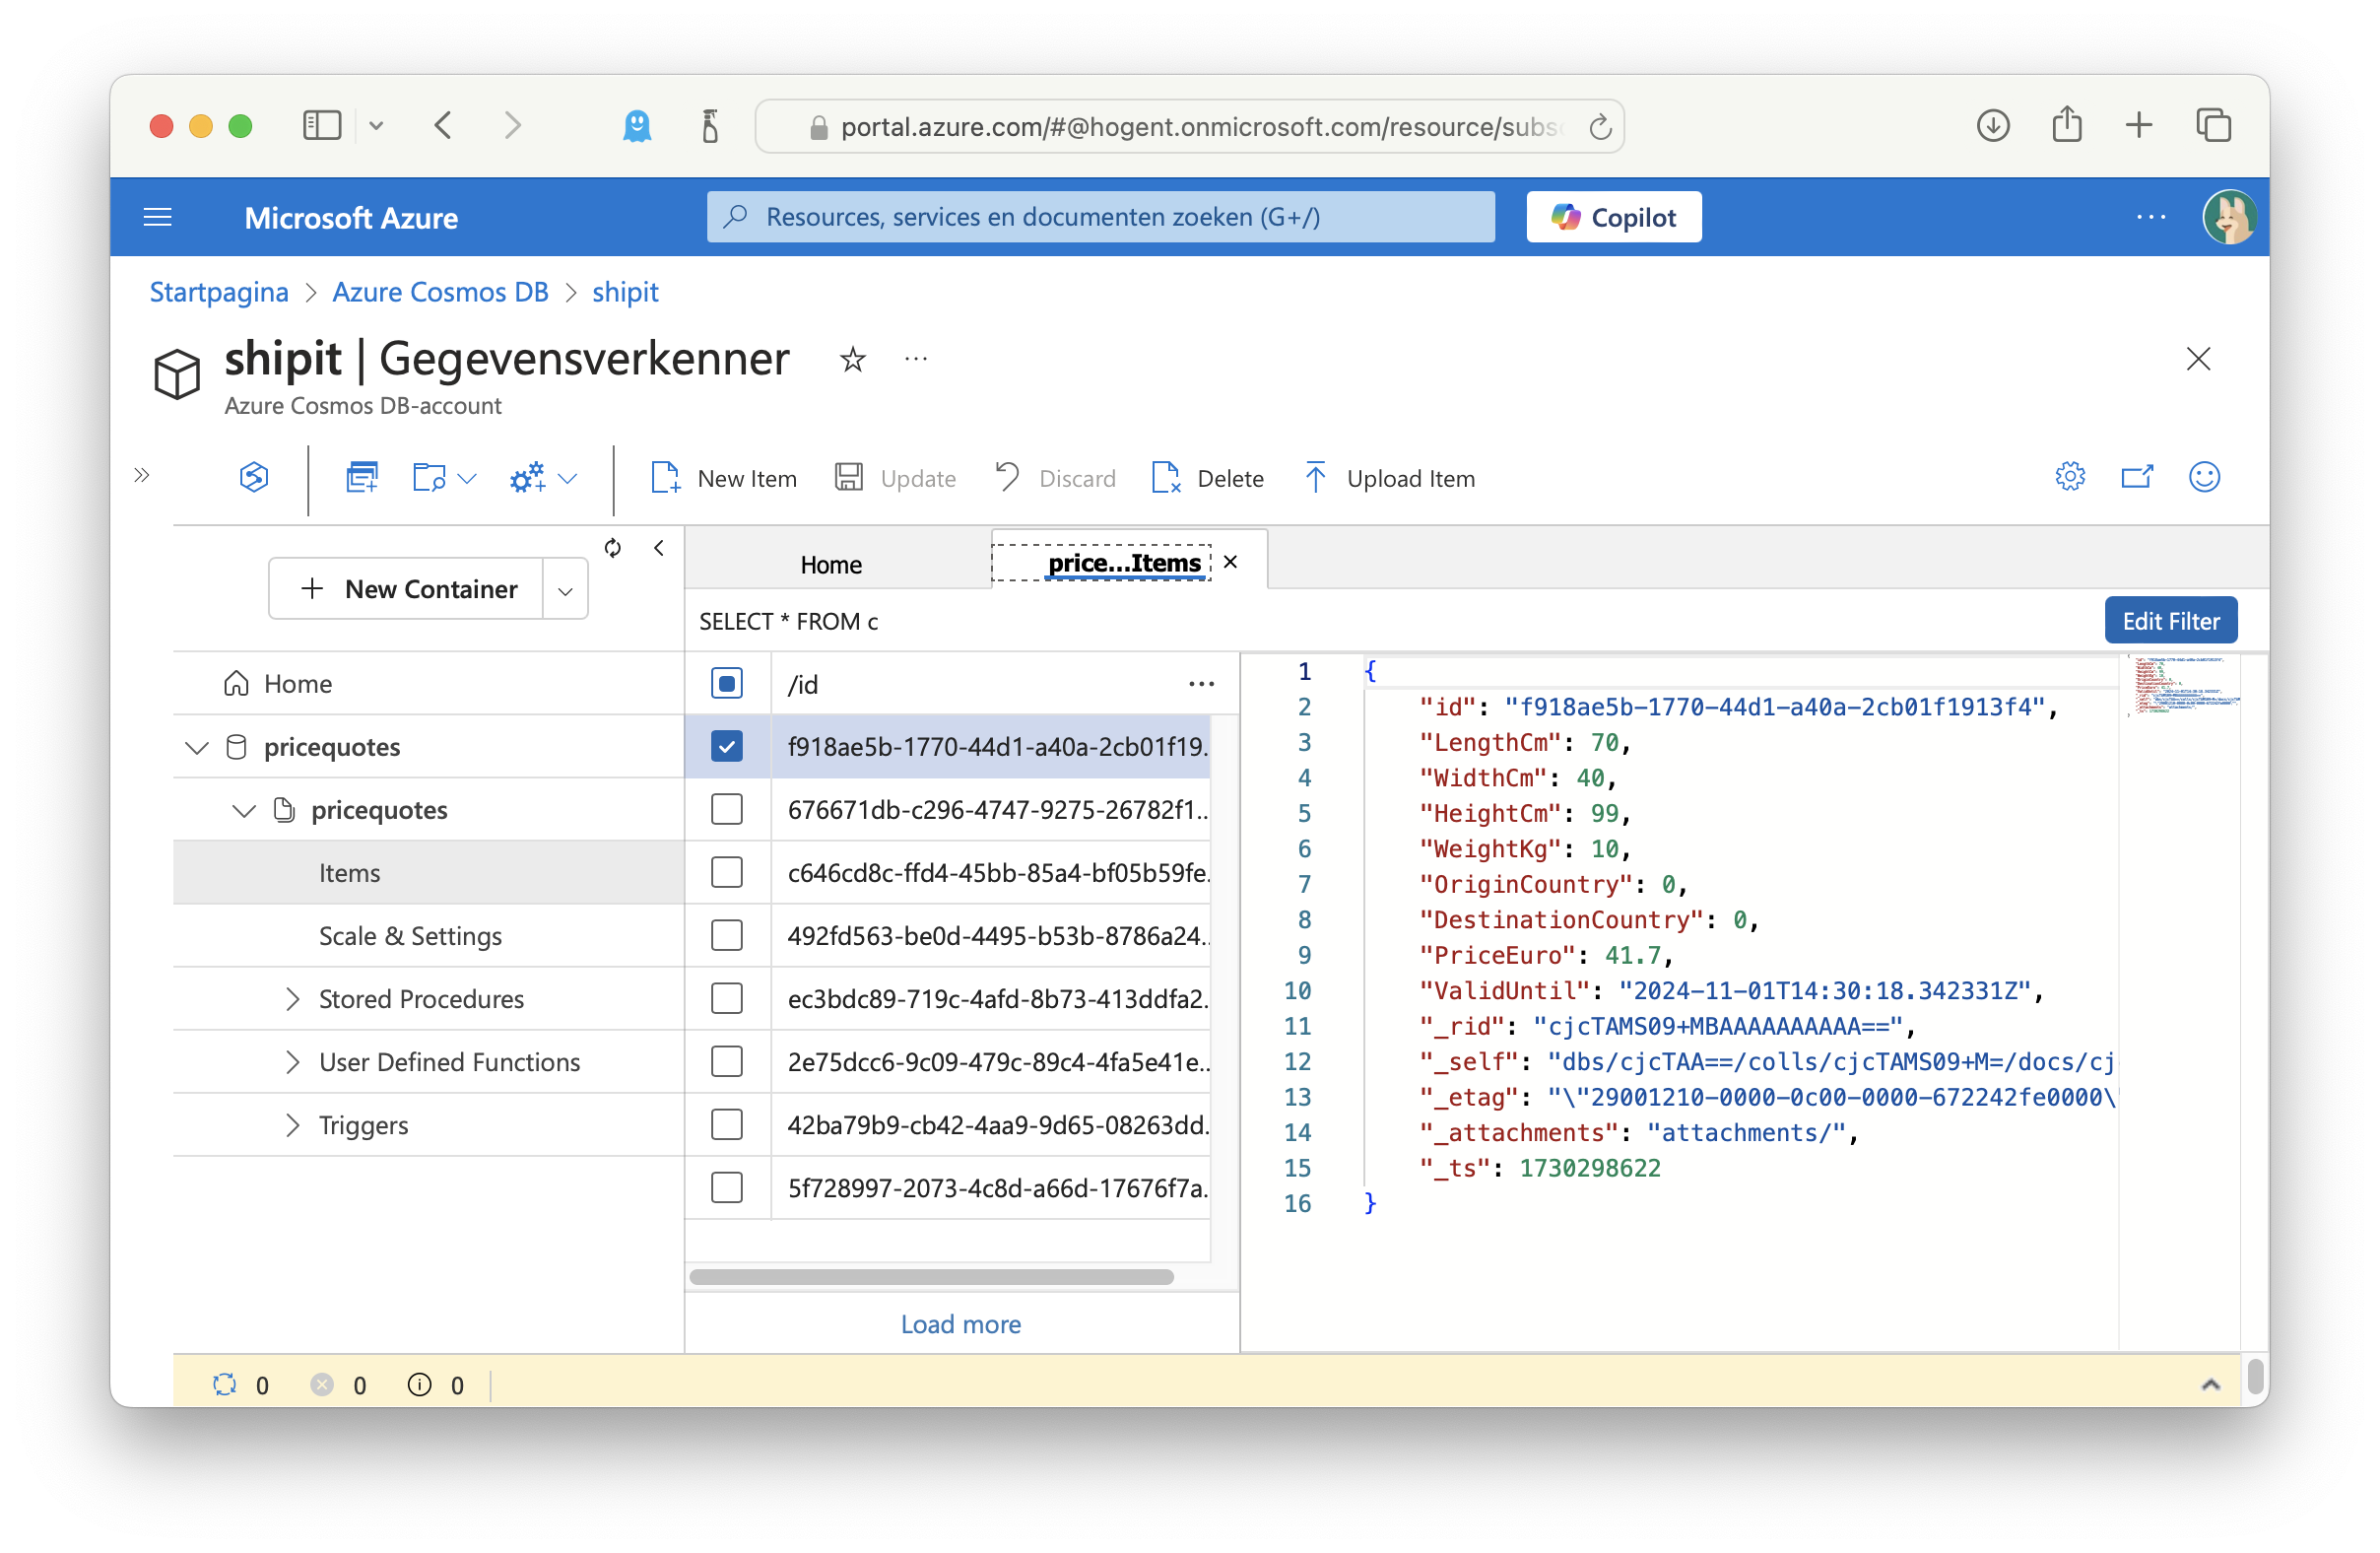 portal.azure.com/#@hogent.onmicrosoft.com/resource/subs
Microsoft Azure
Resources, services en documenten zoeken (G+/)
Copilot
Startpagina > Azure Cosmos DB > shipit
shipit | Gegevensverkenner
Azure Cosmos DB-account
New Item Update Discard Delete Upload Item
New Container
Home
pricequotes
pricequotes
Items
Scale & Settings
Stored Procedures
User Defined Functions
Triggers
Home price...Items
SELECT * FROM c
Edit Filter
/id
f918ae5b-1770-44d1-a40a-2cb01f19.
676671db-c296-4747-9275-26782f1..
c646cd8c-ffd4-45bb-85a4-bf05b59fe.
492fd563-be0d-4495-b53b-8786a24..
ec3bdc89-719c-4afd-8b73-413ddfa2.
2e75dcc6-9c09-479c-89c4-4fa5e41e..
42ba79b9-cb42-4aa9-9d65-08263dd.
5f728997-2073-4c8d-a66d-17676f7a.
Load more
1 {
2 "id": "f918ae5b-1770-44d1-a40a-2cb01f1913f4",
3 "LengthCm": 70,
4 "WidthCm": 40,
5 "HeightCm": 99,
6 "WeightKg": 10,
7 "OriginCountry": 0,
8 "DestinationCountry": 0,
9 "PriceEuro": 41.7,
10 "ValidUntil": "2024-11-01T14:30:18.342331Z",
11 "_rid": "cjcTAMS09+MBAAAAAAAAAA==",
12 "_self": "dbs/cjcTAA==/colls/cjcTAMS09+M=/docs/cj
13 "_etag": "\"29001210-0000-0c00-0000-672242fe0000\"
14 "_attachments": "attachments/",
15 "_ts": 1730298622
16 }
0 0 0